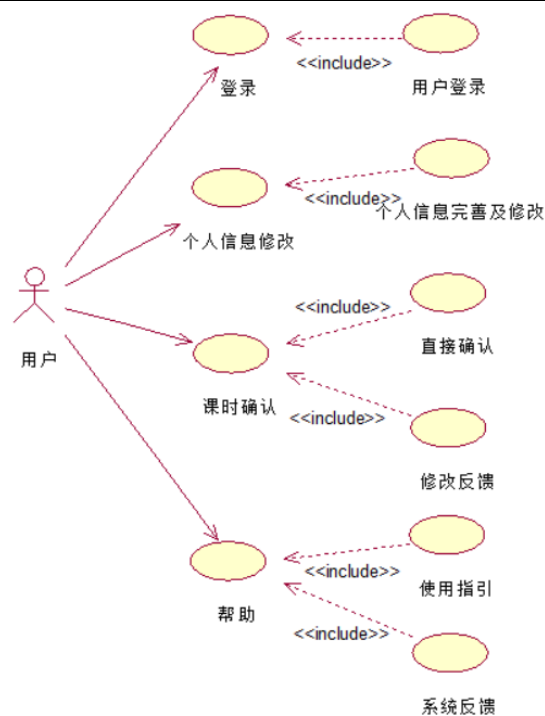 <<include>>
登录
用户登录
<<include>>
个人信息完善及修改
个人信息修改
<<include>>
直接确认
用户
课时确认
<<include>>
修改反馈
<<include>>
使用指引
帮助
<<include>>
系统反馈